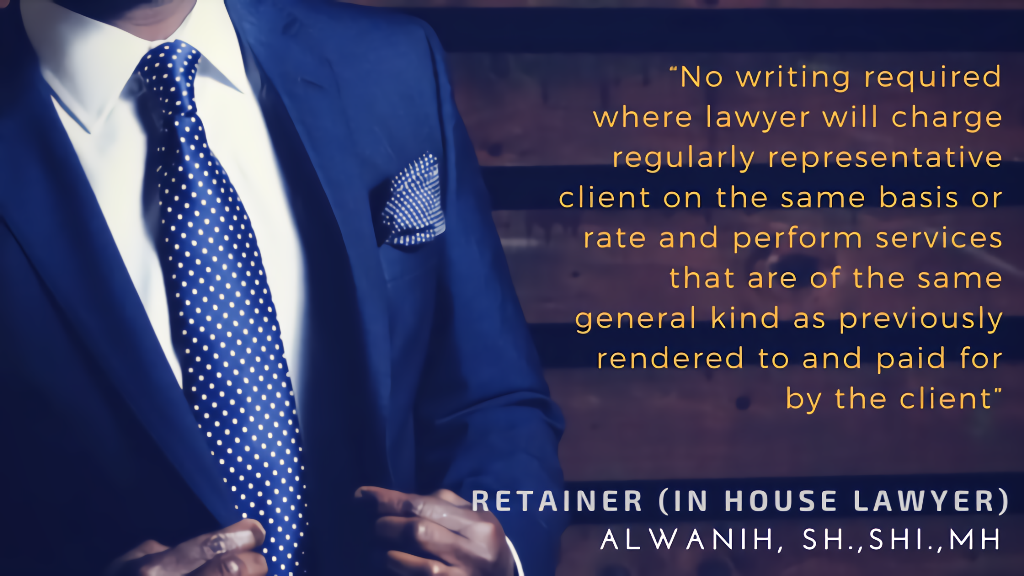 “No writing required
where lawyer will charge
regularly representative
client on the same basis or
rate and perform services
that are of the same
general kind as previously
rendered to and paid for
by the client”
RETAINER (IN HOUSE LAWYER)
ALWANIH, SH.,SHI.,MH